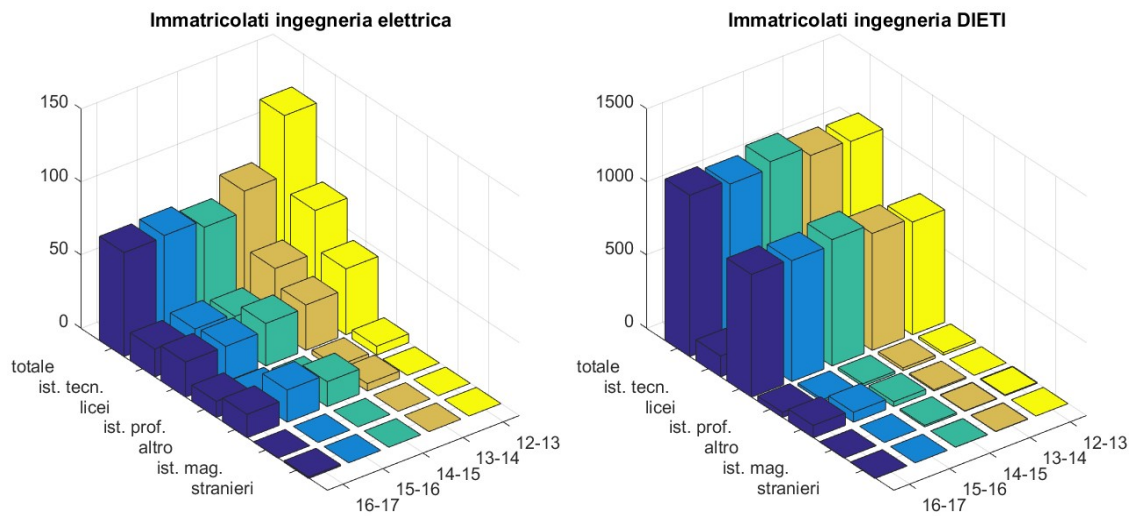 Immatricolati ingegneria elettrica
150
100
50
0
totale
ist. tecn.
licei
ist. prof.
altro
ist. mag.
stranieri
16-17
15-16
14-15
13-14
12-13
Immatricolati ingegneria DIETI
1500
1000
500
0
totale
ist. tecn.
licei
ist. prof.
altro
ist. mag.
stranieri
16-17
15-16
14-15
13-14
12-13